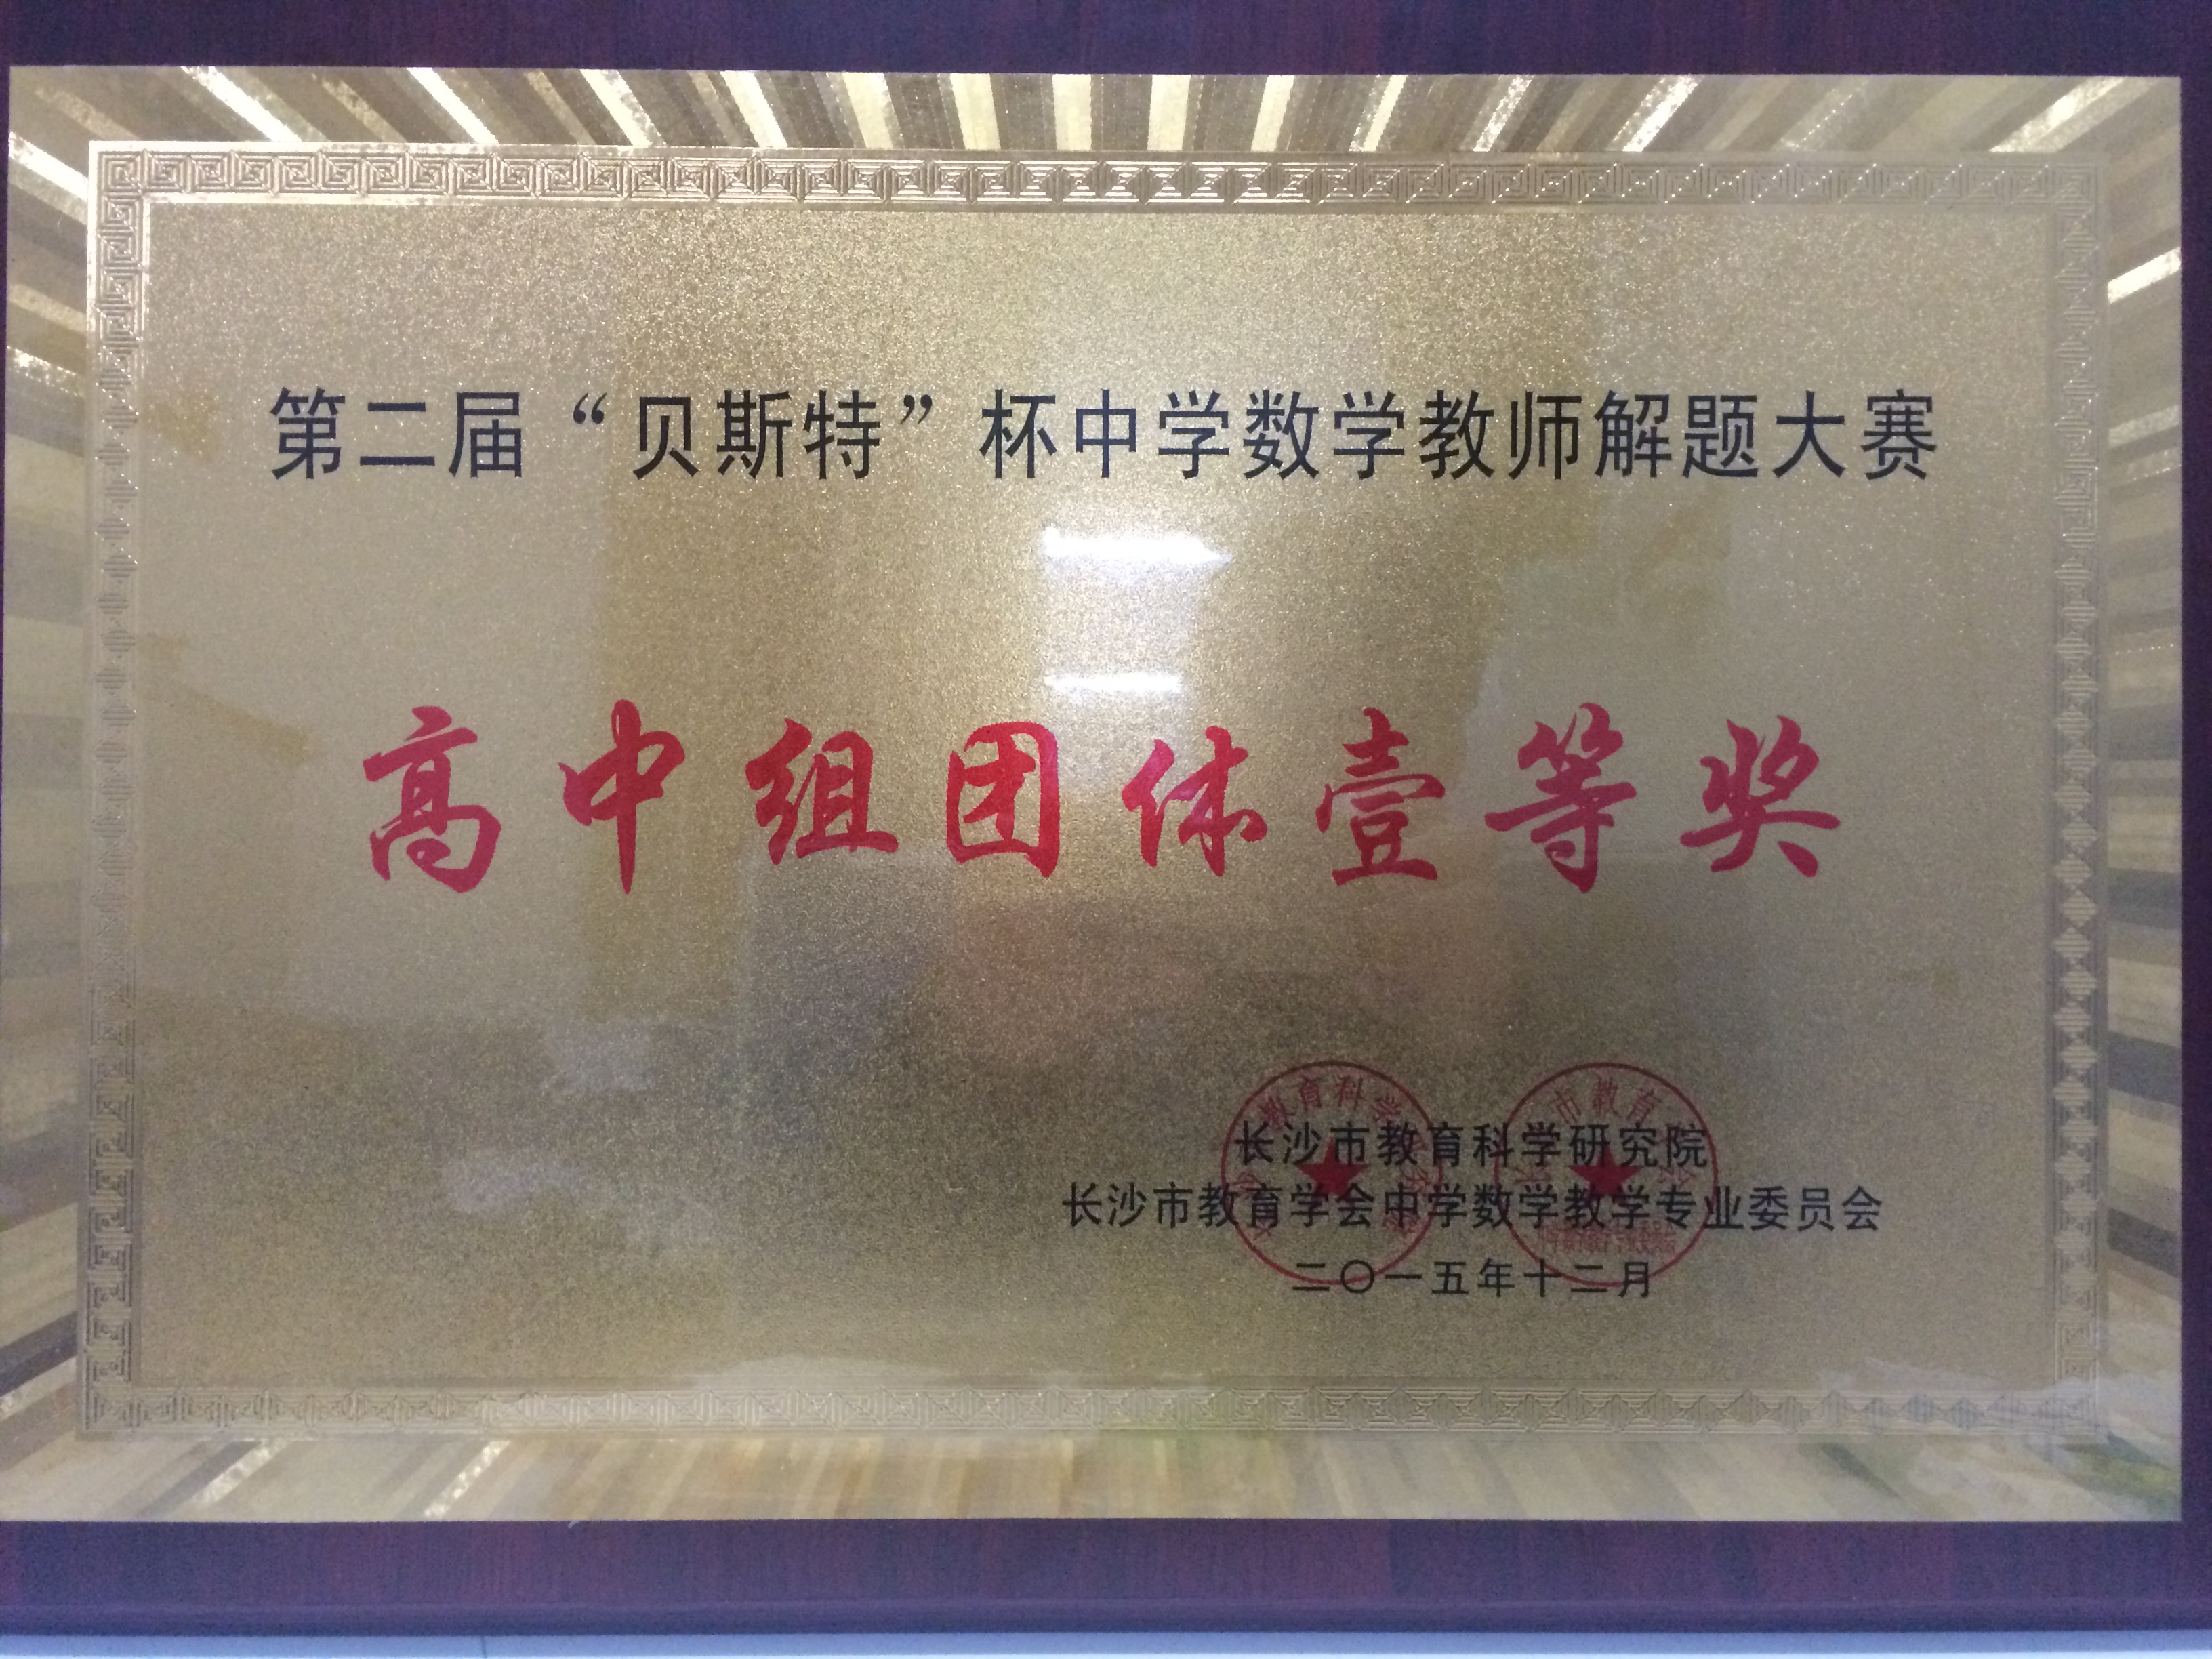 第二届“贝斯特”杯中学数学教师解题大赛
高中组团体壹等奖
长沙市教育科学研究院
长沙市教育学会中学数学教学专业委员会
二〇一五年十二月